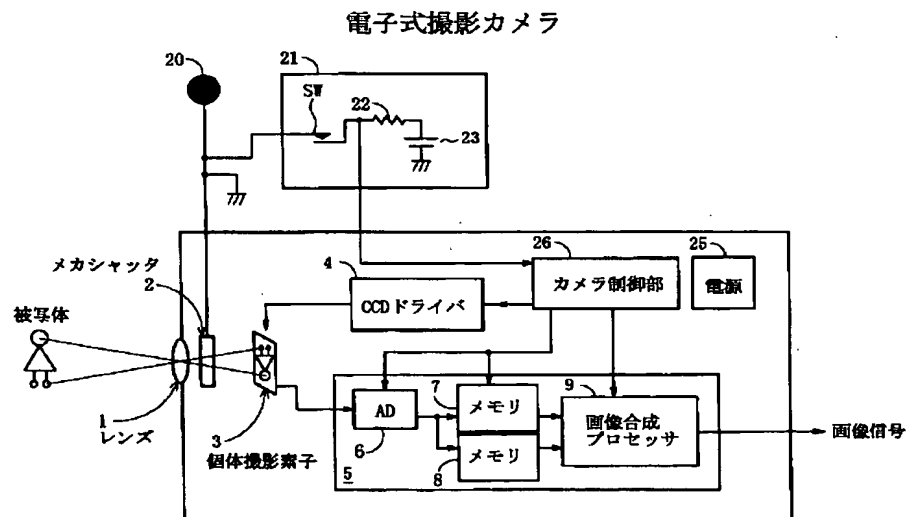 電子式撮影カメラ
20
21
SW
22
23
メカシャッタ
2
4
26
25
CCDドライバ
カメラ制御部
電源
被写体
1
レンズ
3
個体撮影素子
AD
6
7
メモリ
8
メモリ
9
画像合成
プロセッサ
5
画像信号